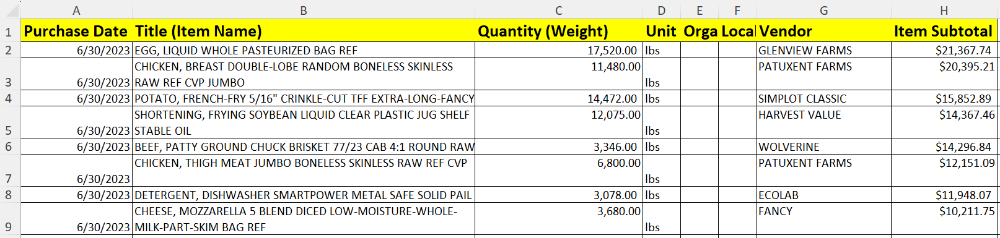 A B C D E F G H
1 Purchase Date Title (Item Name) Quantity (Weight) Unit Orga Local Vendor Item Subtotal
2 6/30/2023 EGG, LIQUID WHOLE PASTEURIZED BAG REF 17,520.00 lbs GLENVIEW FARMS $21,367.74
CHICKEN, BREAST DOUBLE-LOBE RANDOM BONELESS SKINLESS 11,480.00 PATUXENT FARMS $20,395.21
3 6/30/2023 RAW REF CVP JUMBO lbs
4 6/30/2023 POTATO, FRENCH-FRY 5/16" CRINKLE-CUT TFF EXTRA-LONG-FANCY 14,472.00 lbs SIMPLOT CLASSIC $15,852.89
SHORTENING, FRYING SOYBEAN LIQUID CLEAR PLASTIC JUG SHELF 12,075.00 HARVEST VALUE $14,367.46
5 6/30/2023 STABLE OIL lbs
6 6/30/2023 BEEF, PATTY GROUND CHUCK BRISKET 77/23 CAB 4:1 ROUND RAW 3,346.00 lbs WOLVERINE $14,296.84
CHICKEN, THIGH MEAT JUMBO BONELESS SKINLESS RAW REF CVP 6,800.00 PATUXENT FARMS $12,151.09
7 6/30/2023 lbs
8 6/30/2023 DETERGENT, DISHWASHER SMARTPOWER METAL SAFE SOLID PAIL 3,078.00 lbs ECOLAB $11,948.07
CHEESE, MOZZARELLA 5 BLEND DICED LOW-MOISTURE-WHOLE- 3,680.00 FANCY $10,211.75
9 6/30/2023 MILK-PART-SKIM BAG REF lbs